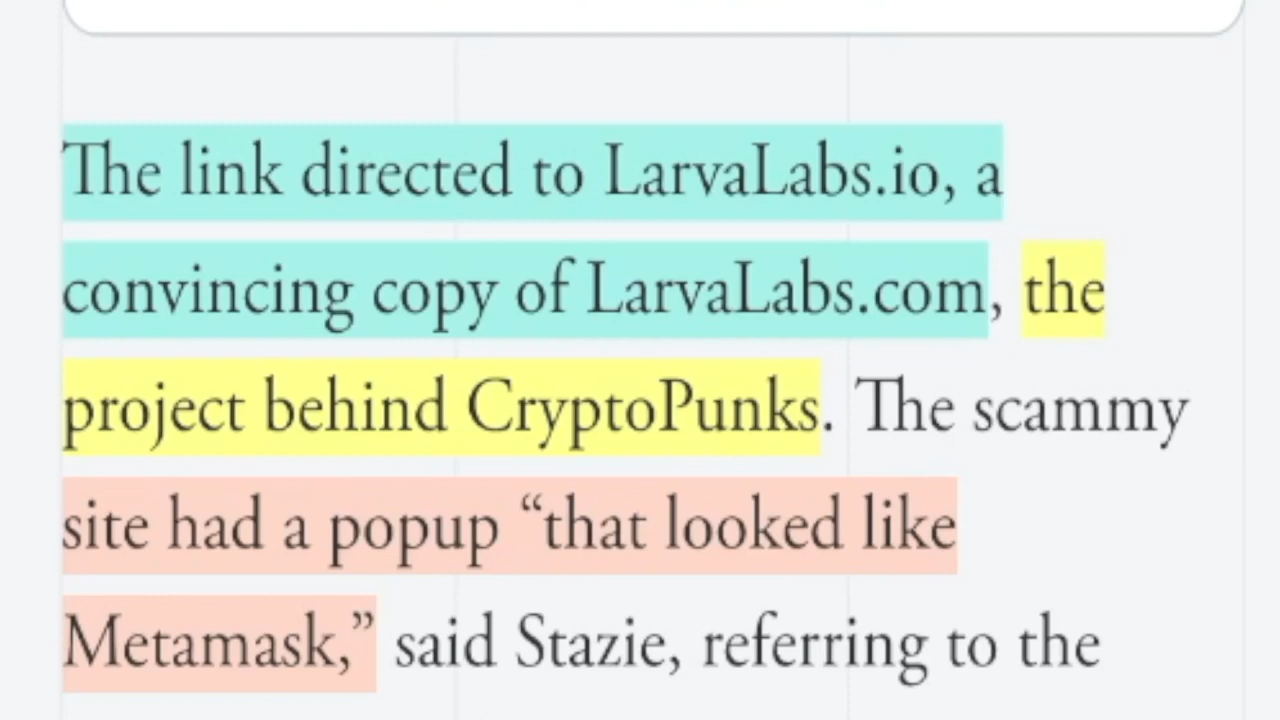 The link directed to LarvaLabs.io, a
convincing copy of LarvaLabs.com, the
project behind CryptoPunks. The scammy
site had a popup “that looked like
Metamask,” said Stazie, referring to the